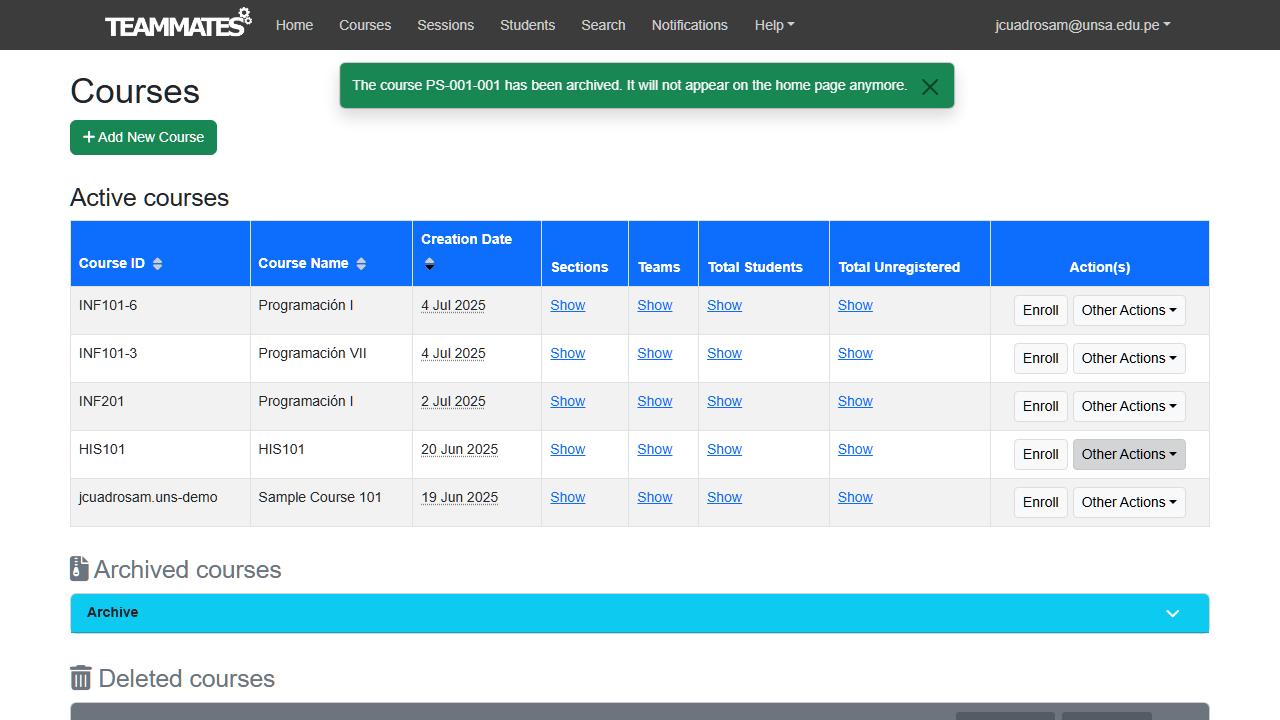 TEAMMATES Home Courses Sessions Students Search Notifications Help jcuadrosam@unsa.edu.pe
The course PS-001-001 has been archived. It will not appear on the home page anymore.
Courses
+ Add New Course
Active courses
Course ID Course Name Creation Date Sections Teams Total Students Total Unregistered Action(s)
INF101-6 Programación I 4 Jul 2025 Show Show Show Show Enroll Other Actions
INF101-3 Programación VII 4 Jul 2025 Show Show Show Show Enroll Other Actions
INF201 Programación I 2 Jul 2025 Show Show Show Show Enroll Other Actions
HIS101 HIS101 20 Jun 2025 Show Show Show Show Enroll Other Actions
jcuadrosam.uns-demo Sample Course 101 19 Jun 2025 Show Show Show Show Enroll Other Actions
Archived courses
Archive
Deleted courses